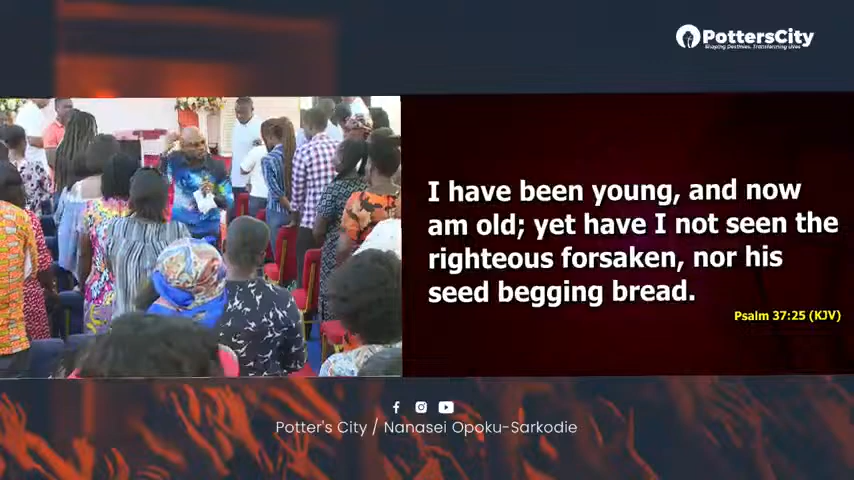 PottersCity
Shaping Destinies, Transforming Lives
I have been young, and now
am old; yet have I not seen the
righteous forsaken, nor his
seed begging bread.
Psalm 37:25 (KJV)
Potter's City / Nanasei Opoku-Sarkodie